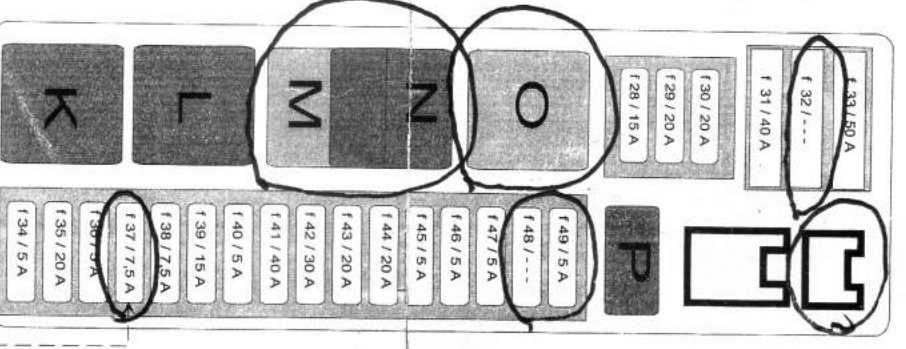 K
L
M
N
O
f 28 / 15 A
f 29 / 20 A
f 30 / 20 A
f 31 / 40 A
f 32 / - - -
f 33 / 50 A
f 34 / 5 A
f 35 / 20 A
f 36 / 5 A
f 37 / 7,5 A
f 38 / 7,5 A
f 39 / 15 A
f 40 / 5 A
f 41 / 40 A
f 42 / 30 A
f 43 / 20 A
f 44 / 20 A
f 45 / 5 A
f 46 / 5 A
f 47 / 5 A
f 48 / - - -
f 49 / 5 A
P